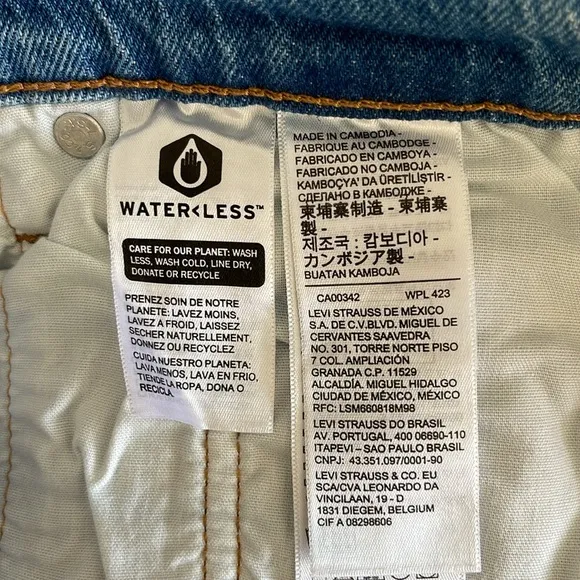 WATER<LESS™
CARE FOR OUR PLANET: WASH
LESS, WASH COLD, LINE DRY,
DONATE OR RECYCLE
PRENEZ SOIN DE NOTRE
PLANETE: LAVEZ MOINS,
LAVEZ A FROID, LAISSEZ
SECHER NATURELLEMENT,
DONNEZ OU RECYCLEZ
CUIDA NUESTRO PLANETA:
LAVA MENOS, LAVA EN FRIO,
TIENDE LA ROPA, DONA O
RECICLA
MADE IN CAMBODIA -
FABRIQUE AU CAMBODGE -
FABRICADO EN CAMBOYA -
FABRICADO NO CAMBOJA -
KAMBOÇYA' DA ÜRETİLİŞTİR -
СДЕЛАНО В КАМБОДЖЕ -
柬埔寨制造 - 柬埔寨
製 -
제조국 : 캄보디아 -
カンボジア製 -
BUATAN KAMBOJA
CA00342 WPL 423
LEVI STRAUSS DE MÉXICO
S.A. DE C.V.BLVD. MIGUEL DE
CERVANTES SAAVEDRA
NO. 301, TORRE NORTE PISO
7 COL. AMPLIACIÓN
GRANADA C.P. 11529
ALCALDÍA. MIGUEL HIDALGO
CIUDAD DE MÉXICO, MÉXICO
RFC: LSM660818M98
LEVI STRAUSS DO BRASIL
AV. PORTUGAL, 400 06690-110
ITAPEVI – SAO PAULO BRASIL
CNPJ: 43.351.097/0001-90
LEVI STRAUSS & CO. EU
SCA/CVA LEONARDO DA
VINCILAAN, 19 - D
1831 DIEGEM, BELGIUM
CIF A 08298606